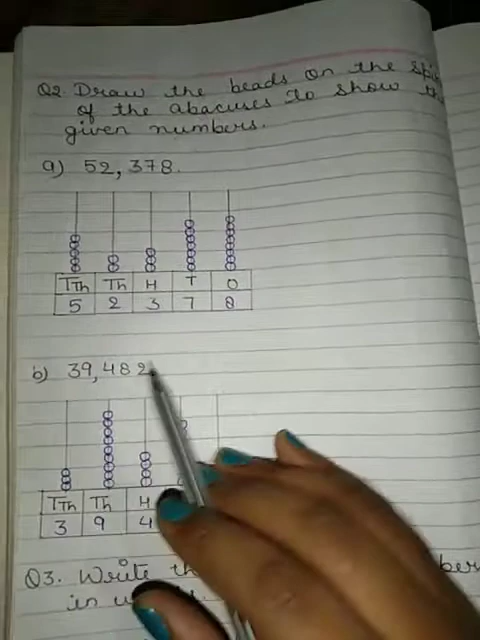 Q2. Draw the beads on the
of the abacuses to show
given numbers.
a) 52,378.
TTh Th H T O
5 2 3 7 8
b) 39,482.
TTh Th H
3 9 4
Q3. Write
in